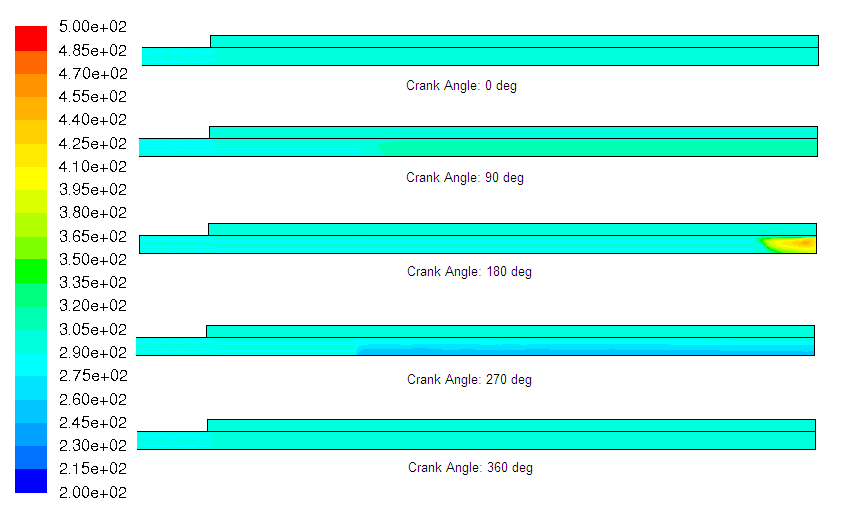 5.00e+02
4.85e+02
4.70e+02
4.55e+02
4.40e+02
4.25e+02
4.10e+02
3.95e+02
3.80e+02
3.65e+02
3.50e+02
3.35e+02
3.20e+02
3.05e+02
2.90e+02
2.75e+02
2.60e+02
2.45e+02
2.30e+02
2.15e+02
2.00e+02
Crank Angle: 0 deg
Crank Angle: 90 deg
Crank Angle: 180 deg
Crank Angle: 270 deg
Crank Angle: 360 deg